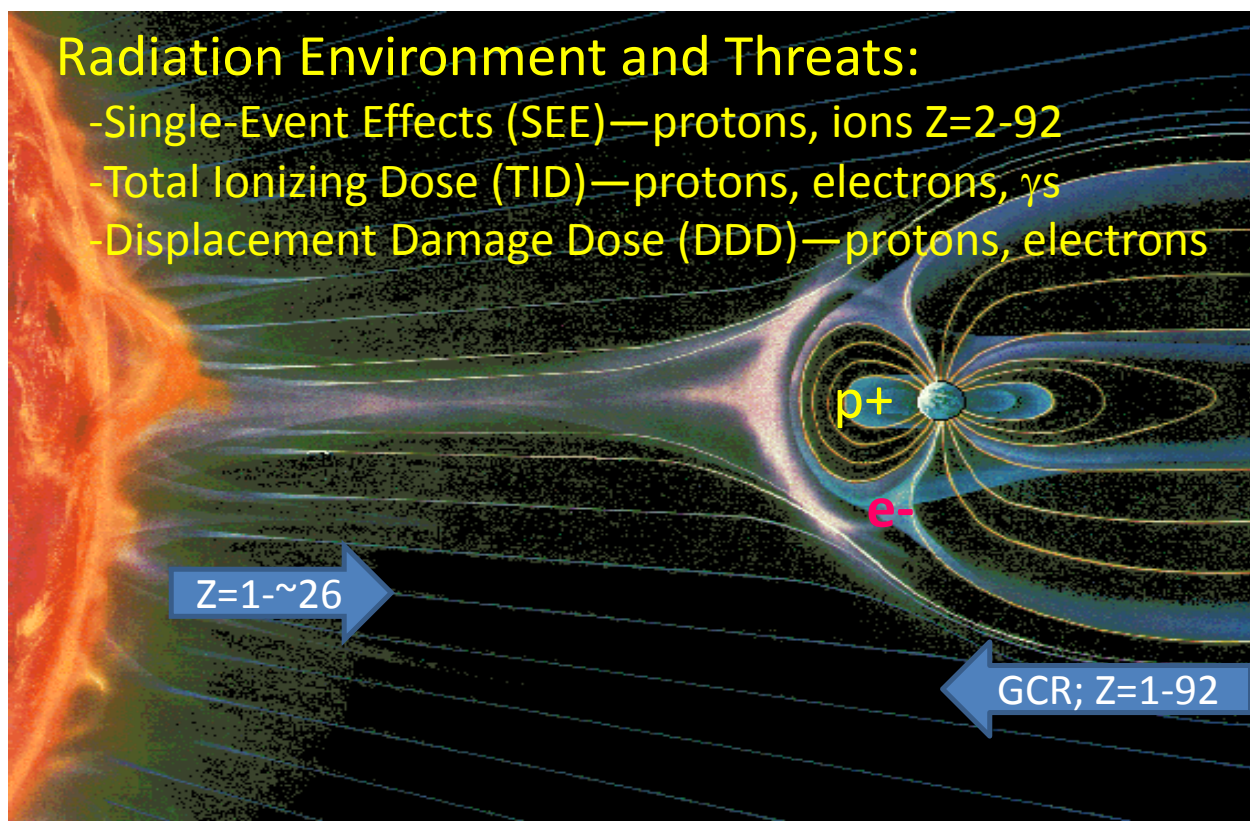 Radiation Environment and Threats:
-Single-Event Effects (SEE)—protons, ions Z=2-92
-Total Ionizing Dose (TID)—protons, electrons, γs
-Displacement Damage Dose (DDD)—protons, electrons
p+
e-
Z=1-~26
GCR; Z=1-92